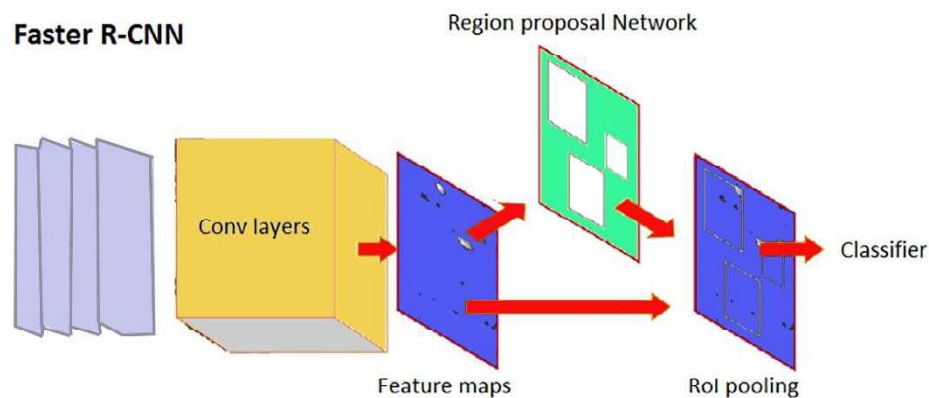 Faster R-CNN
Region proposal Network
Conv layers
Classifier
Feature maps
RoI pooling